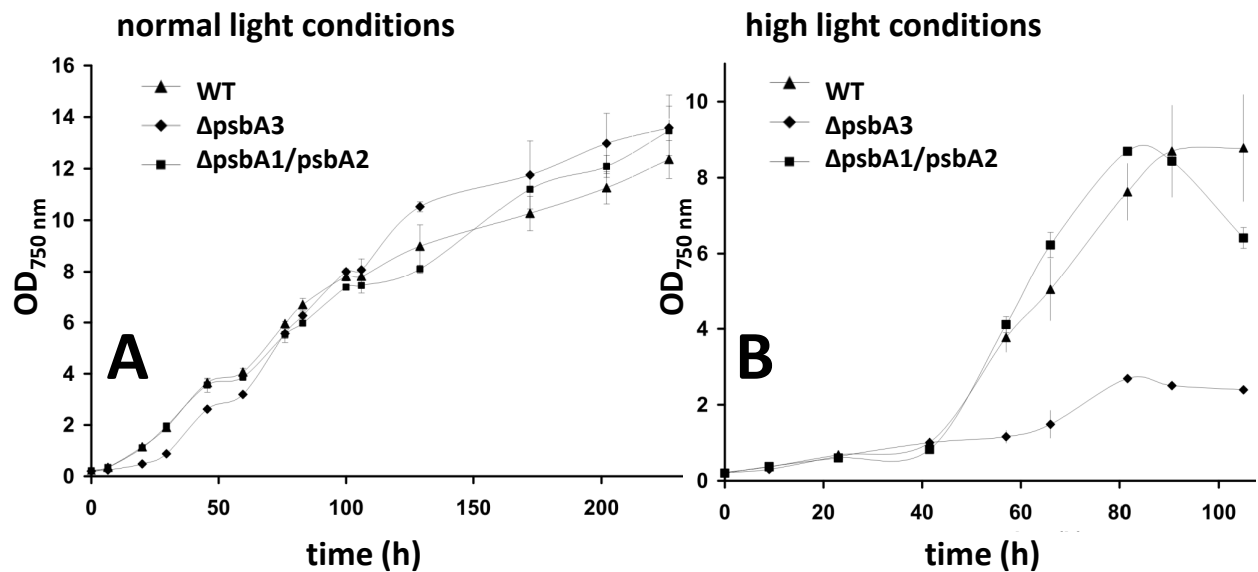 normal light conditions
16
14
12
10
8
6
4
2
0
OD750 nm
WT
ΔpsbA3
ΔpsbA1/psbA2
A
0 50 100 150 200
time (h)
high light conditions
10
8
6
4
2
0
OD750 nm
WT
ΔpsbA3
ΔpsbA1/psbA2
B
0 20 40 60 80 100
time (h)